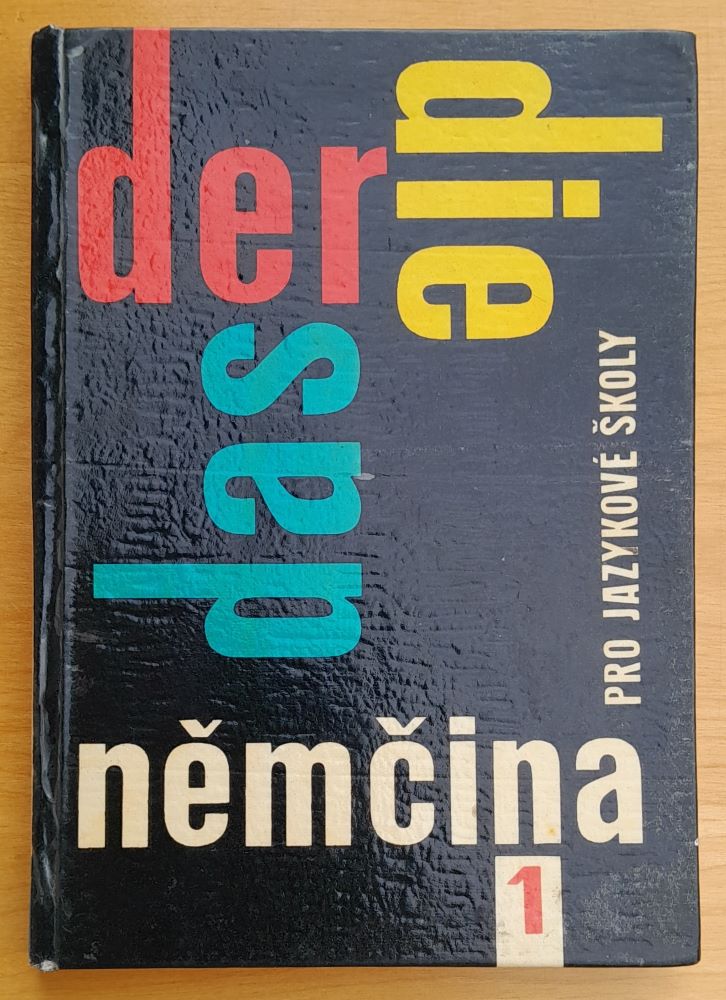 der
die
das
PRO JAZYKOVÉ ŠKOLY
němčina
1